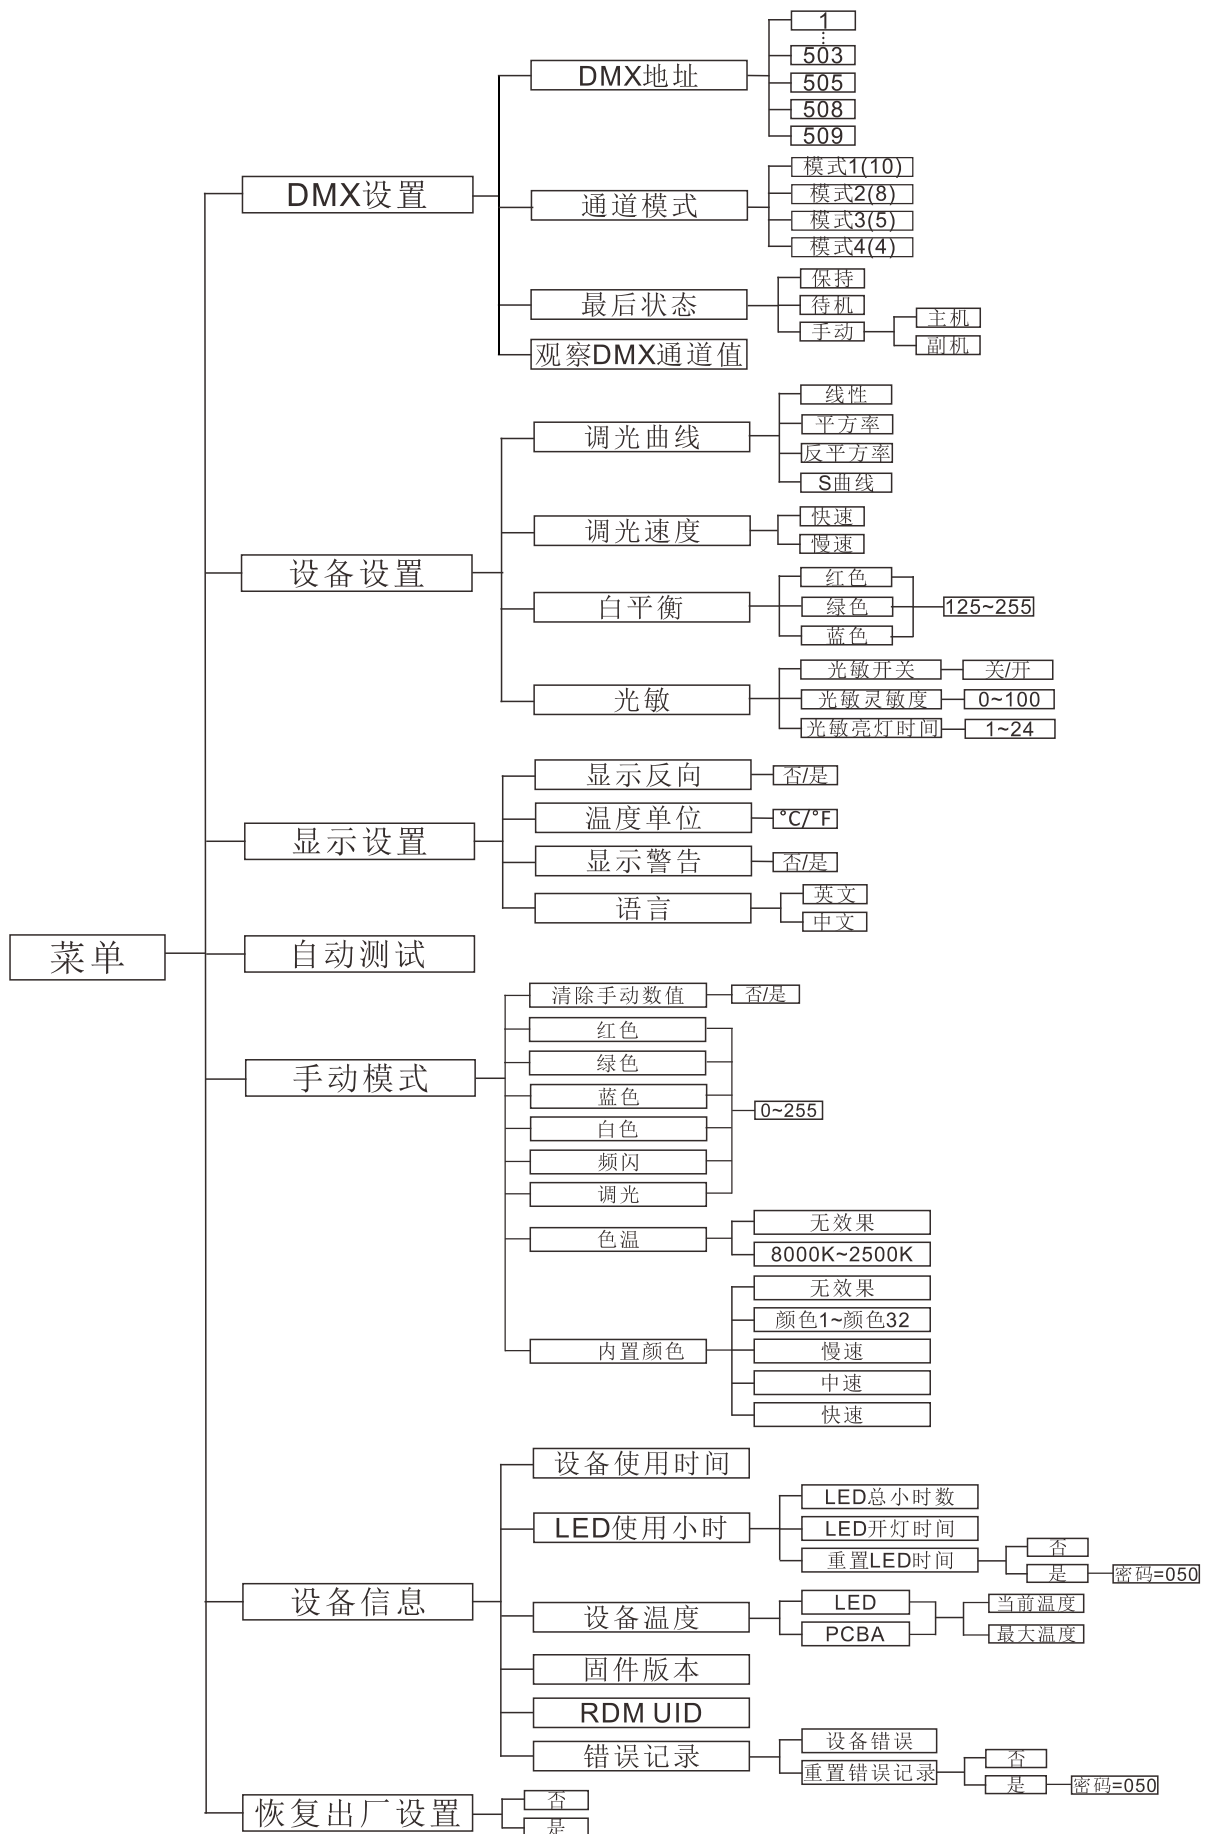 菜单
DMX设置
DMX地址
1
503
505
508
509
通道模式
模式1(10)
模式2(8)
模式3(5)
模式4(4)
最后状态
保持
待机
手动
主机
副机
观察DMX通道值
设备设置
调光曲线
线性
平方率
反平方率
S曲线
调光速度
快速
慢速
白平衡
红色
绿色
蓝色
125~255
光敏
光敏开关
关/开
光敏灵敏度
0~100
光敏亮灯时间
1~24
显示设置
显示反向
否/是
温度单位
°C/°F
显示警告
否/是
语言
英文
中文
自动测试
手动模式
清除手动数值
否/是
红色
绿色
蓝色
白色
频闪
调光
0~255
色温
无效果
8000K~2500K
内置颜色
无效果
颜色1~颜色32
慢速
中速
快速
设备信息
设备使用时间
LED使用小时
LED总小时数
LED开灯时间
重置LED时间
否
是
密码=050
设备温度
LED
PCBA
当前温度
最大温度
固件版本
RDM UID
错误记录
设备错误
重置错误记录
否
是
密码=050
恢复出厂设置
否
是